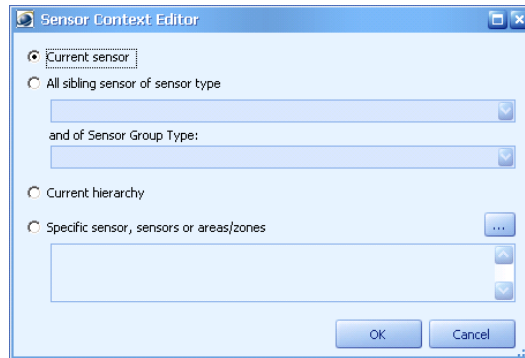 Sensor Context Editor
Current sensor
All sibling sensor of sensor type
and of Sensor Group Type:
Current hierarchy
Specific sensor, sensors or areas/zones
...
OK
Cancel